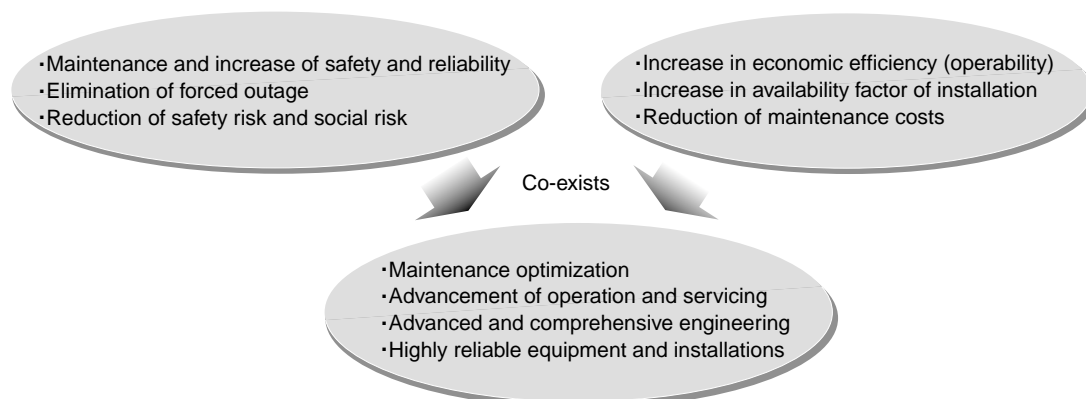 ·Maintenance and increase of safety and reliability
·Elimination of forced outage
·Reduction of safety risk and social risk
·Increase in economic efficiency (operability)
·Increase in availability factor of installation
·Reduction of maintenance costs
Co-exists
·Maintenance optimization
·Advancement of operation and servicing
·Advanced and comprehensive engineering
·Highly reliable equipment and installations